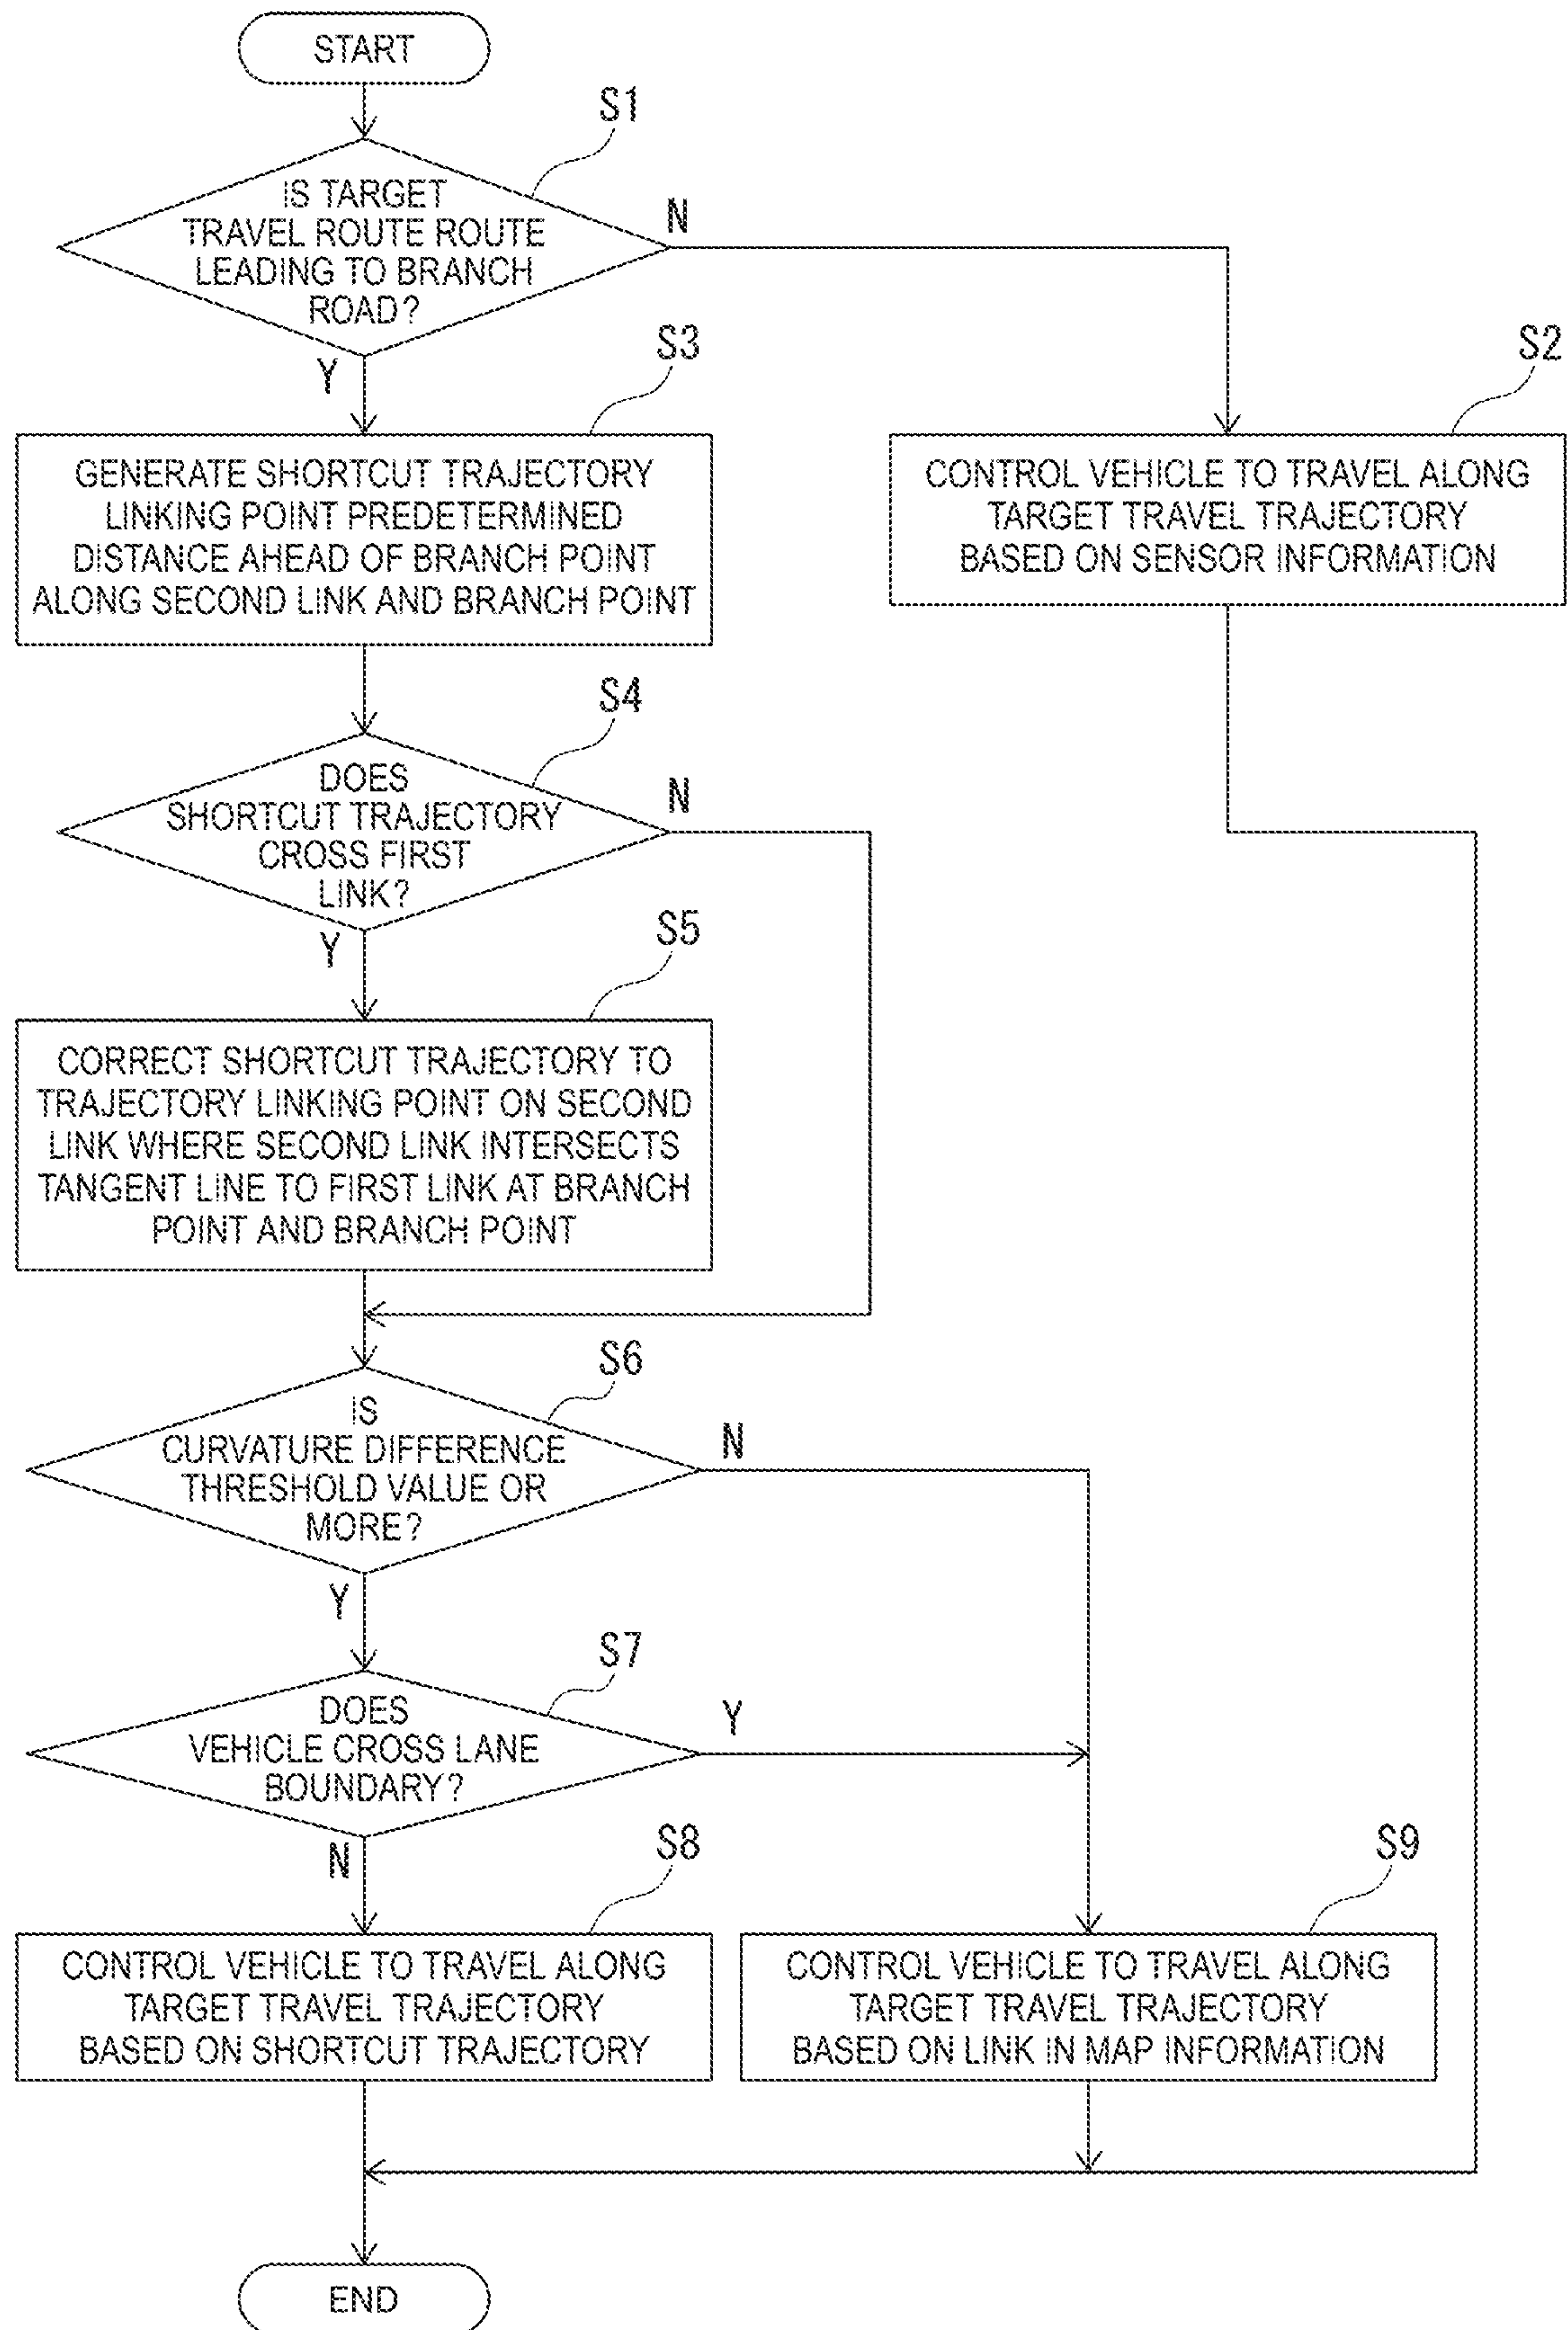 START
S1
IS TARGET
TRAVEL ROUTE ROUTE
LEADING TO BRANCH
ROAD?
N
Y
S3
GENERATE SHORTCUT TRAJECTORY
LINKING POINT PREDETERMINED
DISTANCE AHEAD OF BRANCH POINT
ALONG SECOND LINK AND BRANCH POINT
S2
CONTROL VEHICLE TO TRAVEL ALONG
TARGET TRAVEL TRAJECTORY
BASED ON SENSOR INFORMATION
S4
DOES
SHORTCUT TRAJECTORY
CROSS FIRST
LINK?
N
Y
S5
CORRECT SHORTCUT TRAJECTORY TO
TRAJECTORY LINKING POINT ON SECOND
LINK WHERE SECOND LINK INTERSECTS
TANGENT LINE TO FIRST LINK AT BRANCH
POINT AND BRANCH POINT
S6
IS
CURVATURE DIFFERENCE
THRESHOLD VALUE OR
MORE?
N
Y
S7
DOES
VEHICLE CROSS LANE
BOUNDARY?
Y
N
S8
CONTROL VEHICLE TO TRAVEL ALONG
TARGET TRAVEL TRAJECTORY
BASED ON SHORTCUT TRAJECTORY
S9
CONTROL VEHICLE TO TRAVEL ALONG
TARGET TRAVEL TRAJECTORY
BASED ON LINK IN MAP INFORMATION
END